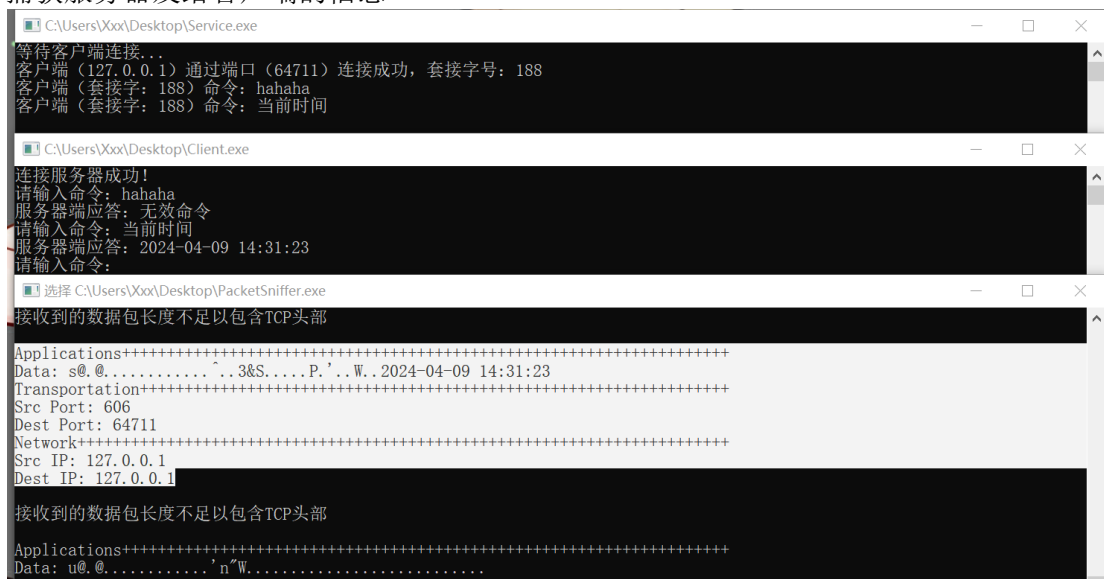 C:\Users\Xxx\Desktop\Service.exe
等待客户端连接...
客户端（127.0.0.1）通过端口（64711）连接成功，套接字号：188
客户端（套接字：188）命令：hahaha
客户端（套接字：188）命令：当前时间
C:\Users\Xxx\Desktop\Client.exe
连接服务器成功！
请输入命令：hahaha
服务器端应答：无效命令
请输入命令：当前时间
服务器端应答：2024-04-09 14:31:23
请输入命令：
选择 C:\Users\Xxx\Desktop\PacketSniffer.exe
接收到的数据包长度不足以包含TCP头部
Applications+++++++++++++++++++++++++++++++++++++++++++++++++++++++++++++++++++
Data: s@.@............^..3&S.....P.'..W..2024-04-09 14:31:23
Transportation+++++++++++++++++++++++++++++++++++++++++++++++++++++++++++++++++
Src Port: 606
Dest Port: 64711
Network++++++++++++++++++++++++++++++++++++++++++++++++++++++++++++++++++++++++
Src IP: 127.0.0.1
Dest IP: 127.0.0.1
接收到的数据包长度不足以包含TCP头部
Applications+++++++++++++++++++++++++++++++++++++++++++++++++++++++++++++++++++
Data: u@.@............'n"W..........................